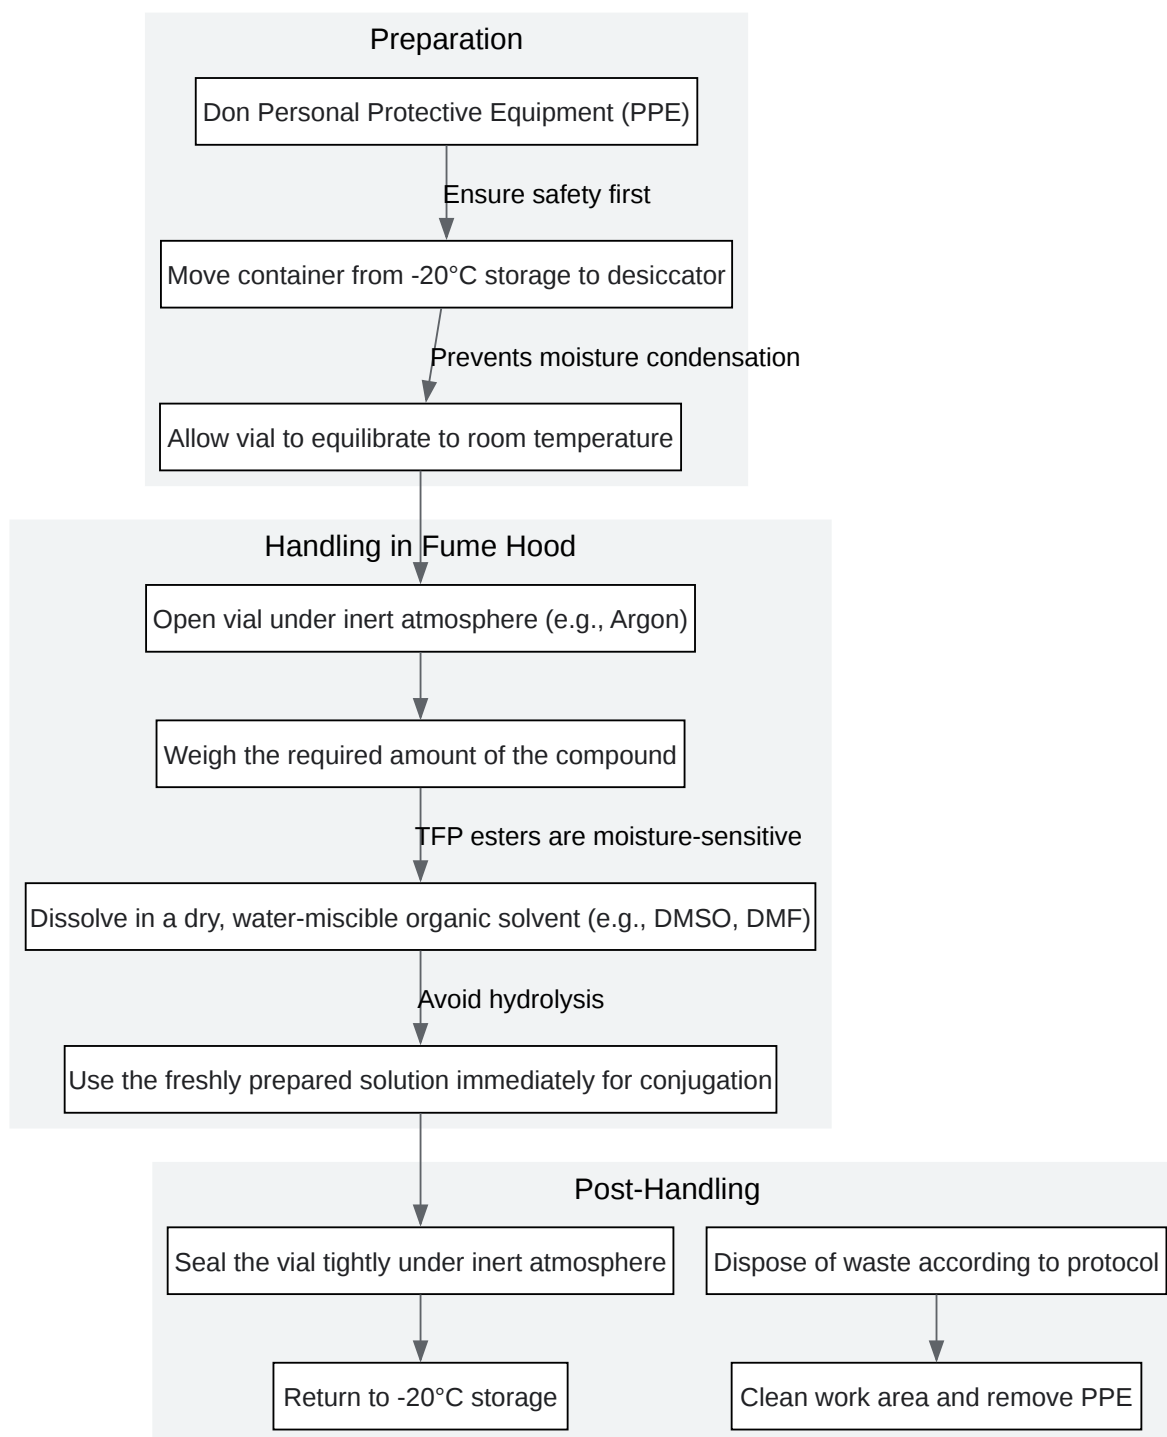 Preparation
Don Personal Protective Equipment (PPE)
Ensure safety first
Move container from -20°C storage to desiccator
Prevents moisture condensation
Allow vial to equilibrate to room temperature
Handling in Fume Hood
Open vial under inert atmosphere (e.g., Argon)
Weigh the required amount of the compound
TFP esters are moisture-sensitive
Dissolve in a dry, water-miscible organic solvent (e.g., DMSO, DMF)
Avoid hydrolysis
Use the freshly prepared solution immediately for conjugation
Post-Handling
Seal the vial tightly under inert atmosphere
Return to -20°C storage
Dispose of waste according to protocol
Clean work area and remove PPE